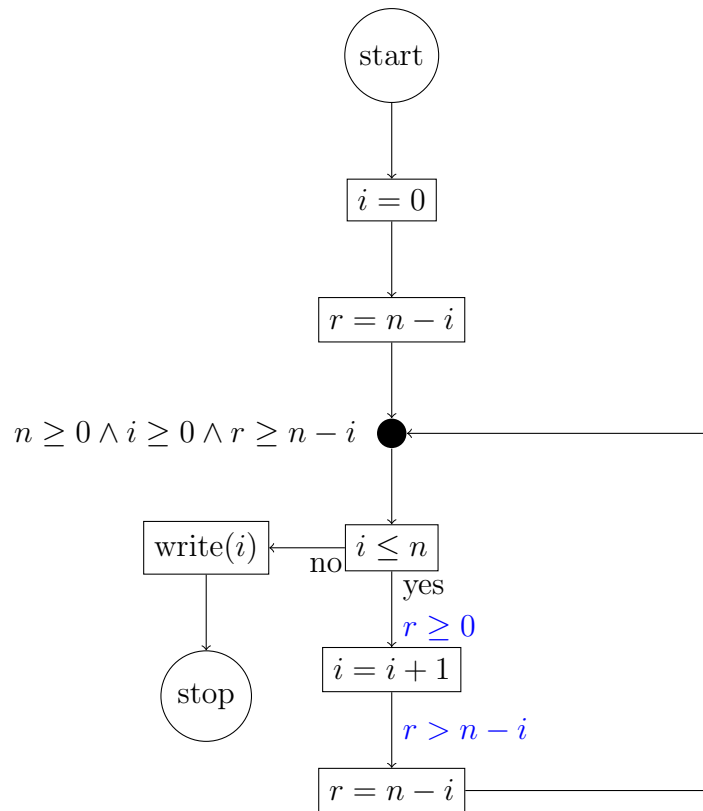 start
i = 0
r = n − i
n ≥ 0 ∧ i ≥ 0 ∧ r ≥ n − i
write(i)
no
i ≤ n
yes
r ≥ 0
i = i + 1
stop
r > n − i
r = n − i